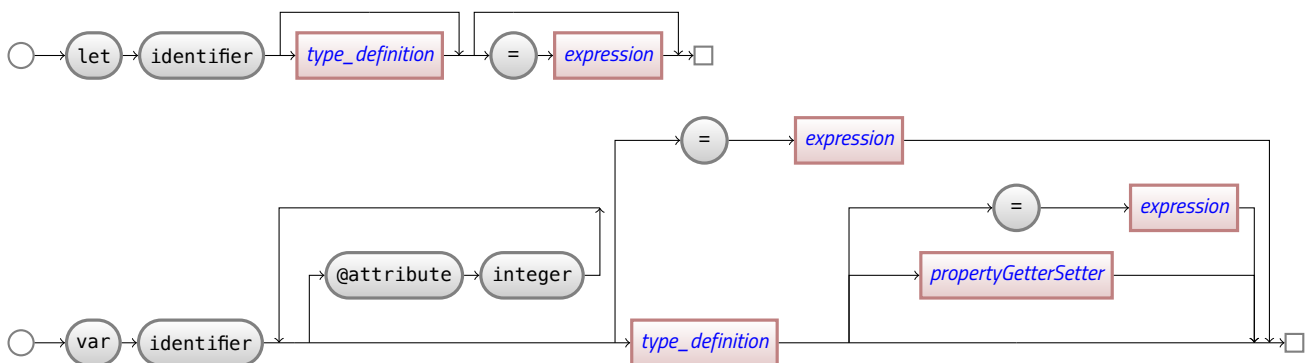 let identifier type_definition = expression
= expression
= expression
@attribute integer propertyGetterSetter
var identifier type_definition